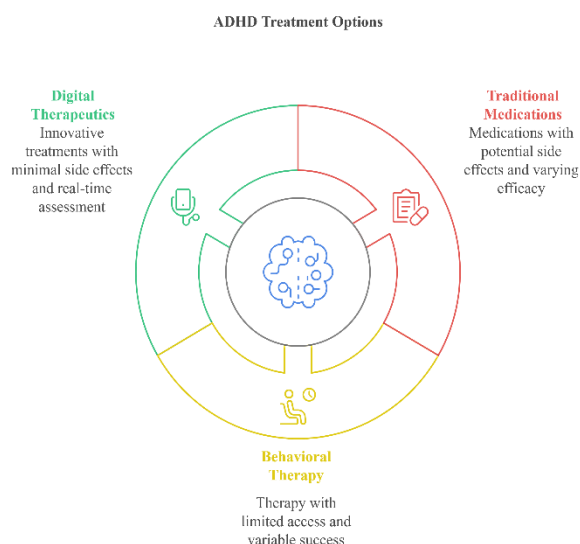 ADHD Treatment Options
Digital
Therapeutics
Innovative
treatments with
minimal side effects
and real-time
assessment
Traditional
Medications
Medications with
potential side
effects and varying
efficacy
Behavioral
Therapy
Therapy with
limited access and
variable success